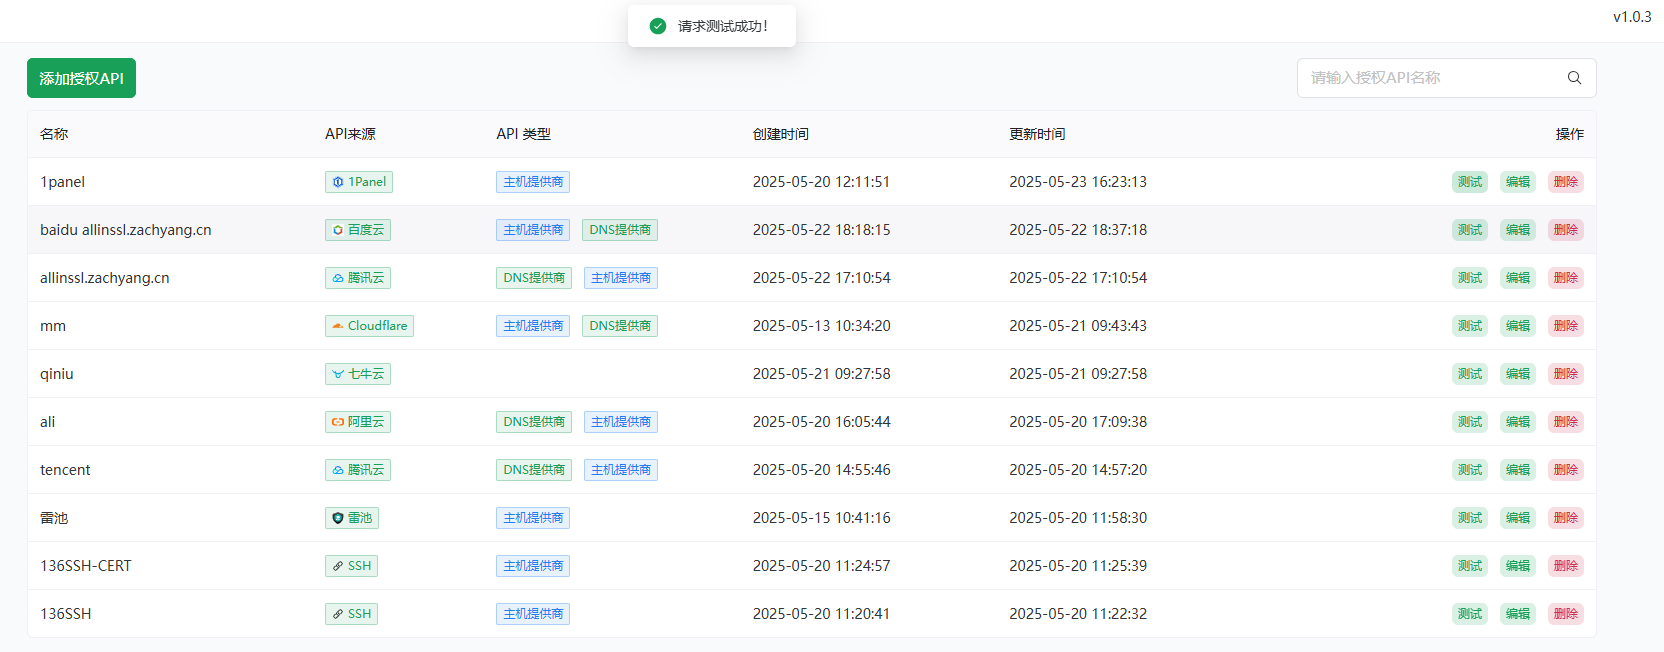 请求测试成功!
v1.0.3
添加授权API
请输入授权API名称
名称 API来源 API 类型 创建时间 更新时间 操作
1panel 1Panel 主机提供商 2025-05-20 12:11:51 2025-05-23 16:23:13 测试 编辑 删除
baidu allinssl.zachyang.cn 百度云 主机提供商 DNS提供商 2025-05-22 18:18:15 2025-05-22 18:37:18 测试 编辑 删除
allinssl.zachyang.cn 腾讯云 DNS提供商 主机提供商 2025-05-22 17:10:54 2025-05-22 17:10:54 测试 编辑 删除
mm Cloudflare 主机提供商 DNS提供商 2025-05-13 10:34:20 2025-05-21 09:43:43 测试 编辑 删除
qiniu 七牛云 2025-05-21 09:27:58 2025-05-21 09:27:58 测试 编辑 删除
ali 阿里云 DNS提供商 主机提供商 2025-05-20 16:05:44 2025-05-20 17:09:38 测试 编辑 删除
tencent 腾讯云 DNS提供商 主机提供商 2025-05-20 14:55:46 2025-05-20 14:57:20 测试 编辑 删除
雷池 雷池 主机提供商 2025-05-15 10:41:16 2025-05-20 11:58:30 测试 编辑 删除
136SSH-CERT SSH 主机提供商 2025-05-20 11:24:57 2025-05-20 11:25:39 测试 编辑 删除
136SSH SSH 主机提供商 2025-05-20 11:20:41 2025-05-20 11:22:32 测试 编辑 删除